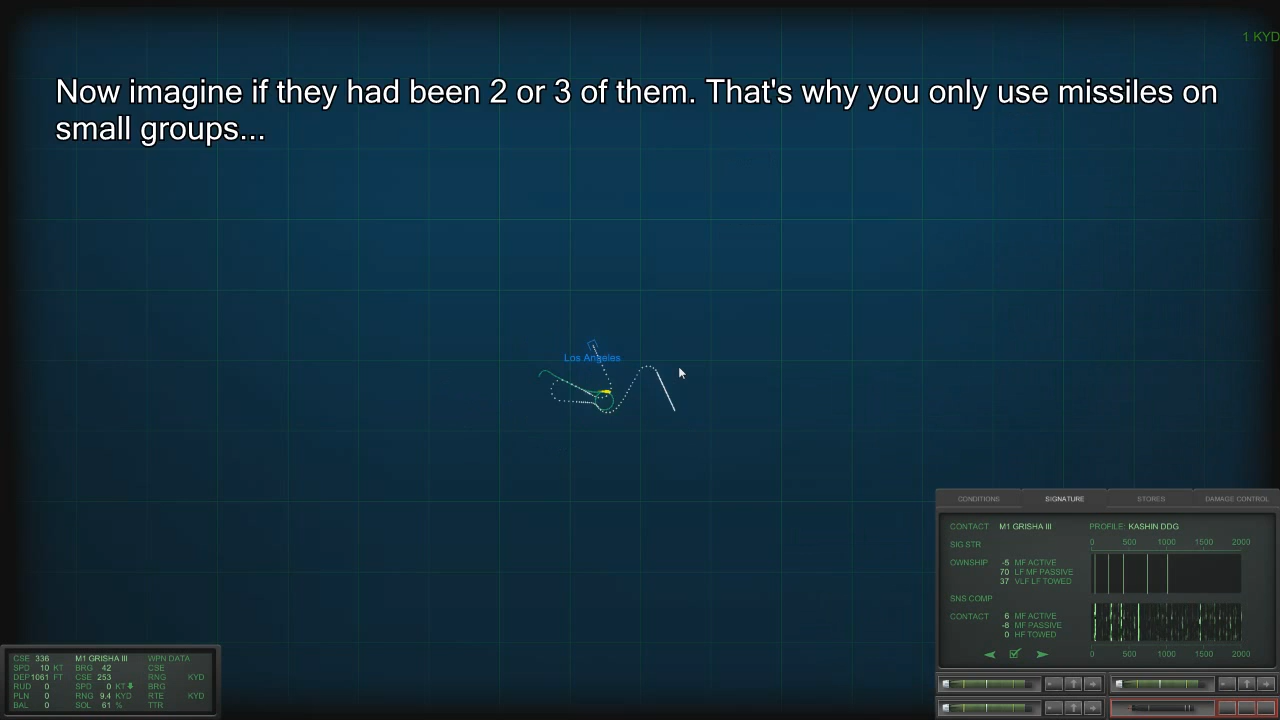 1 KYD
Now imagine if they had been 2 or 3 of them. That's why you only use missiles on
small groups...
Los Angeles
CONDITIONS SIGNATURE STORES DAMAGE CONTROL
CONTACT M1 GRISHA III PROFILE: KASHIN DDG
SIG STR 0 500 1000 1500 2000
OWNSHIP -5 MF ACTIVE
70 LF MF PASSIVE
37 VLF LF TOWED
SNS COMP
CONTACT 6 MF ACTIVE
-8 MF PASSIVE
0 HF TOWED
0 500 1000 1500 2000
CSE 336 M1 GRISHA III WPN DATA
SPD 10 KT BRG 42 CSE
DEP 1061 FT CSE 253 RNG KYD
RUD 0 SPD 0 KT BRG
PLN 0 RNG 9.4 KYD RTE KYD
BAL 0 SOL 61 % TTR